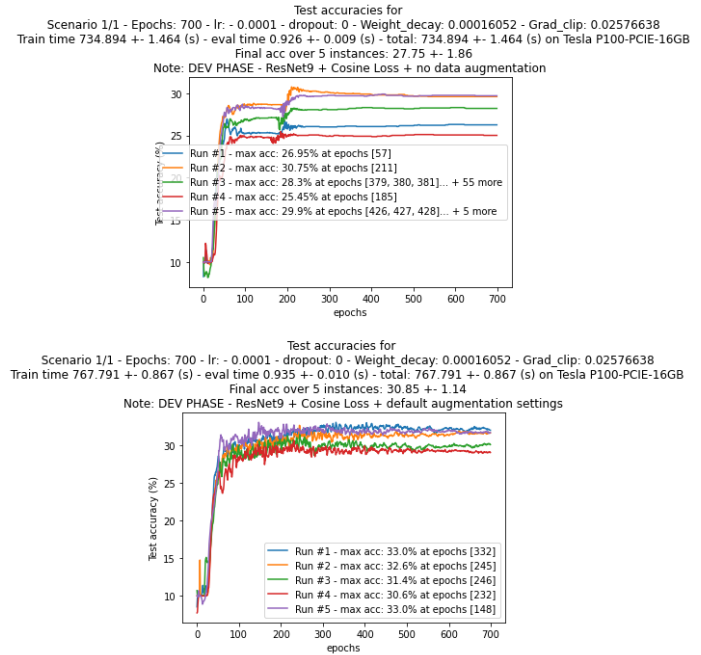 Test accuracies for
Scenario 1/1 - Epochs: 700 - lr: - 0.0001 - dropout: 0 - Weight_decay: 0.00016052 - Grad_clip: 0.02576638
Train time 734.894 +- 1.464 (s) - eval time 0.926 +- 0.009 (s) - total: 734.894 +- 1.464 (s) on Tesla P100-PCIE-16GB
Final acc over 5 instances: 27.75 +- 1.86
Note: DEV PHASE - ResNet9 + Cosine Loss + no data augmentation
30
25
20
15
10
Test accuracy (%)
Run #1 - max acc: 26.95% at epochs [57]
Run #2 - max acc: 30.75% at epochs [211]
Run #3 - max acc: 28.3% at epochs [379, 380, 381]... + 55 more
Run #4 - max acc: 25.45% at epochs [185]
Run #5 - max acc: 29.9% at epochs [426, 427, 428]... + 5 more
0 100 200 300 400 500 600 700
epochs
Test accuracies for
Scenario 1/1 - Epochs: 700 - lr: - 0.0001 - dropout: 0 - Weight_decay: 0.00016052 - Grad_clip: 0.02576638
Train time 767.791 +- 0.867 (s) - eval time 0.935 +- 0.010 (s) - total: 767.791 +- 0.867 (s) on Tesla P100-PCIE-16GB
Final acc over 5 instances: 30.85 +- 1.14
Note: DEV PHASE - ResNet9 + Cosine Loss + default augmentation settings
30
25
20
15
10
Test accuracy (%)
Run #1 - max acc: 33.0% at epochs [332]
Run #2 - max acc: 32.6% at epochs [245]
Run #3 - max acc: 31.4% at epochs [246]
Run #4 - max acc: 30.6% at epochs [232]
Run #5 - max acc: 33.0% at epochs [148]
0 100 200 300 400 500 600 700
epochs